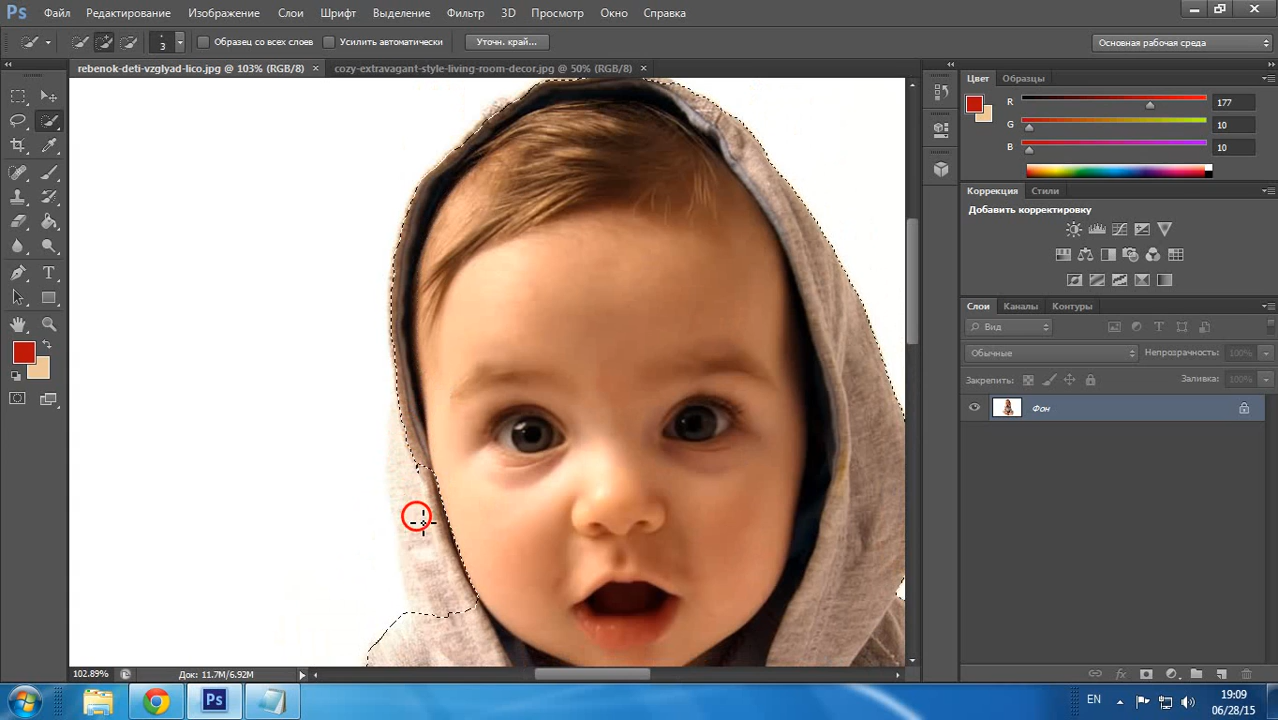 Ps Файл Редактирование Изображение Слои Шрифт Выделение Фильтр 3D Просмотр Окно Справка
3 Образец со всех слоев Усилить автоматически Уточн. край... Основная рабочая среда
rebenok-deti-vzglyad-lico.jpg @ 103% (RGB/8) × cozy-extravagant-style-living-room-decor.jpg @ 50% (RGB/8) ×
Цвет Образцы
R 177
G 10
B 10
Коррекция Стили
Добавить корректировку
Слои Каналы Контуры
Вид
Обычные Непрозрачность: 100%
Закрепить: Заливка: 100%
Фон
102.89% Док: 11.7M/6.92M
fx
Ps EN 19:09
06/28/15